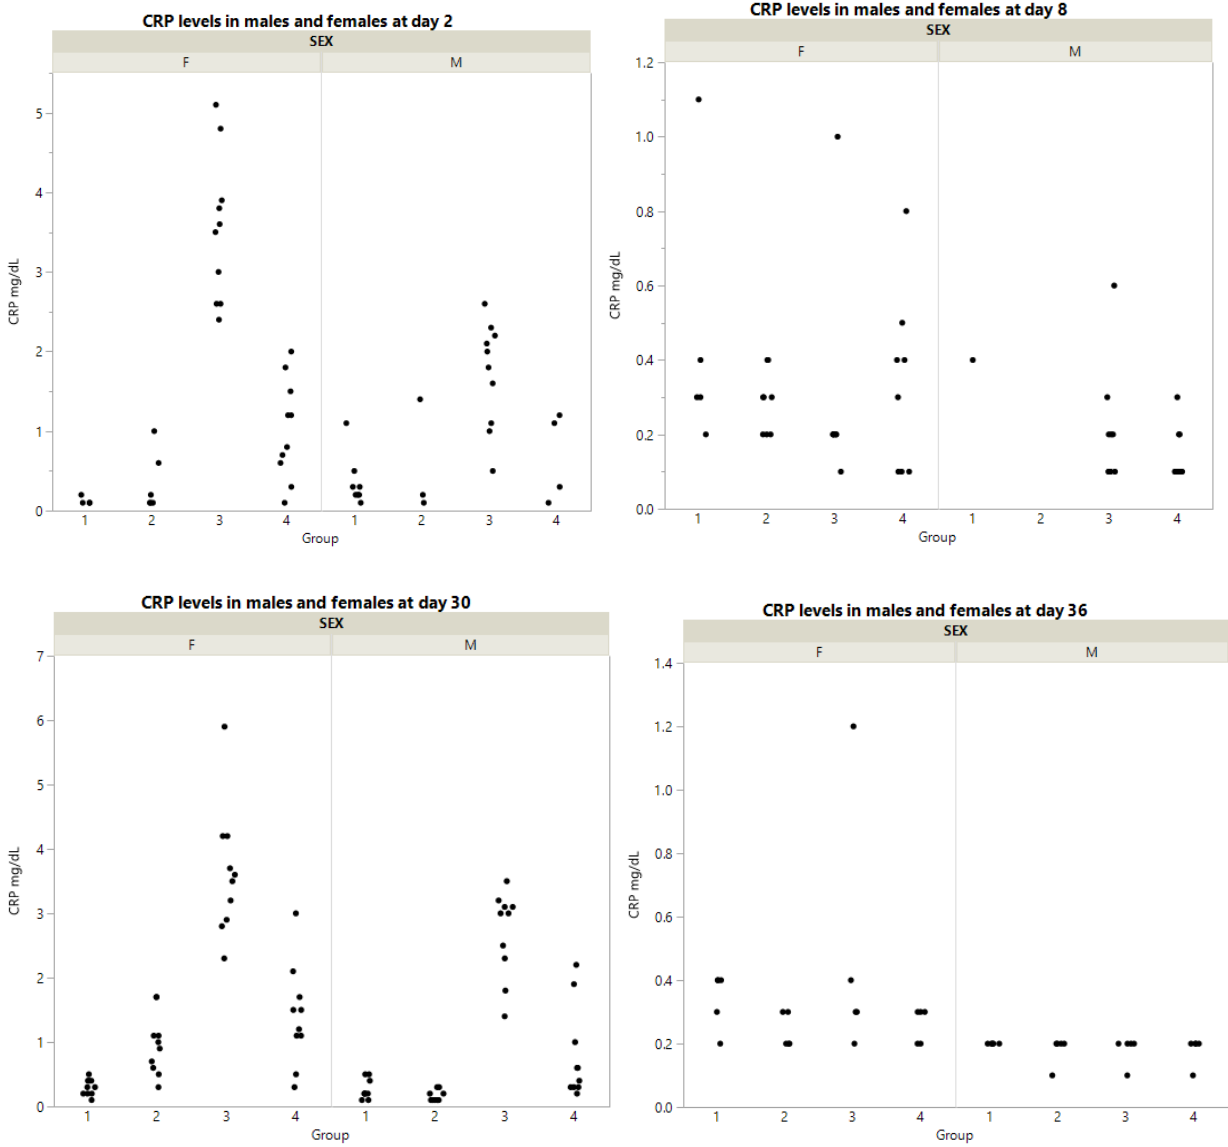 CRP levels in males and females at day 2
SEX
F M
5
4
3
2
1
0
CRP mg/dL
1 2 3 4 1 2 3 4
Group
CRP levels in males and females at day 8
SEX
F M
1.2
1.0
0.8
0.6
0.4
0.2
0.0
CRP mg/dL
1 2 3 4 1 2 3 4
Group
CRP levels in males and females at day 30
SEX
F M
7
6
5
4
3
2
1
0
CRP mg/dL
1 2 3 4 1 2 3 4
Group
CRP levels in males and females at day 36
SEX
F M
1.4
1.2
1.0
0.8
0.6
0.4
0.2
0.0
CRP mg/dL
1 2 3 4 1 2 3 4
Group